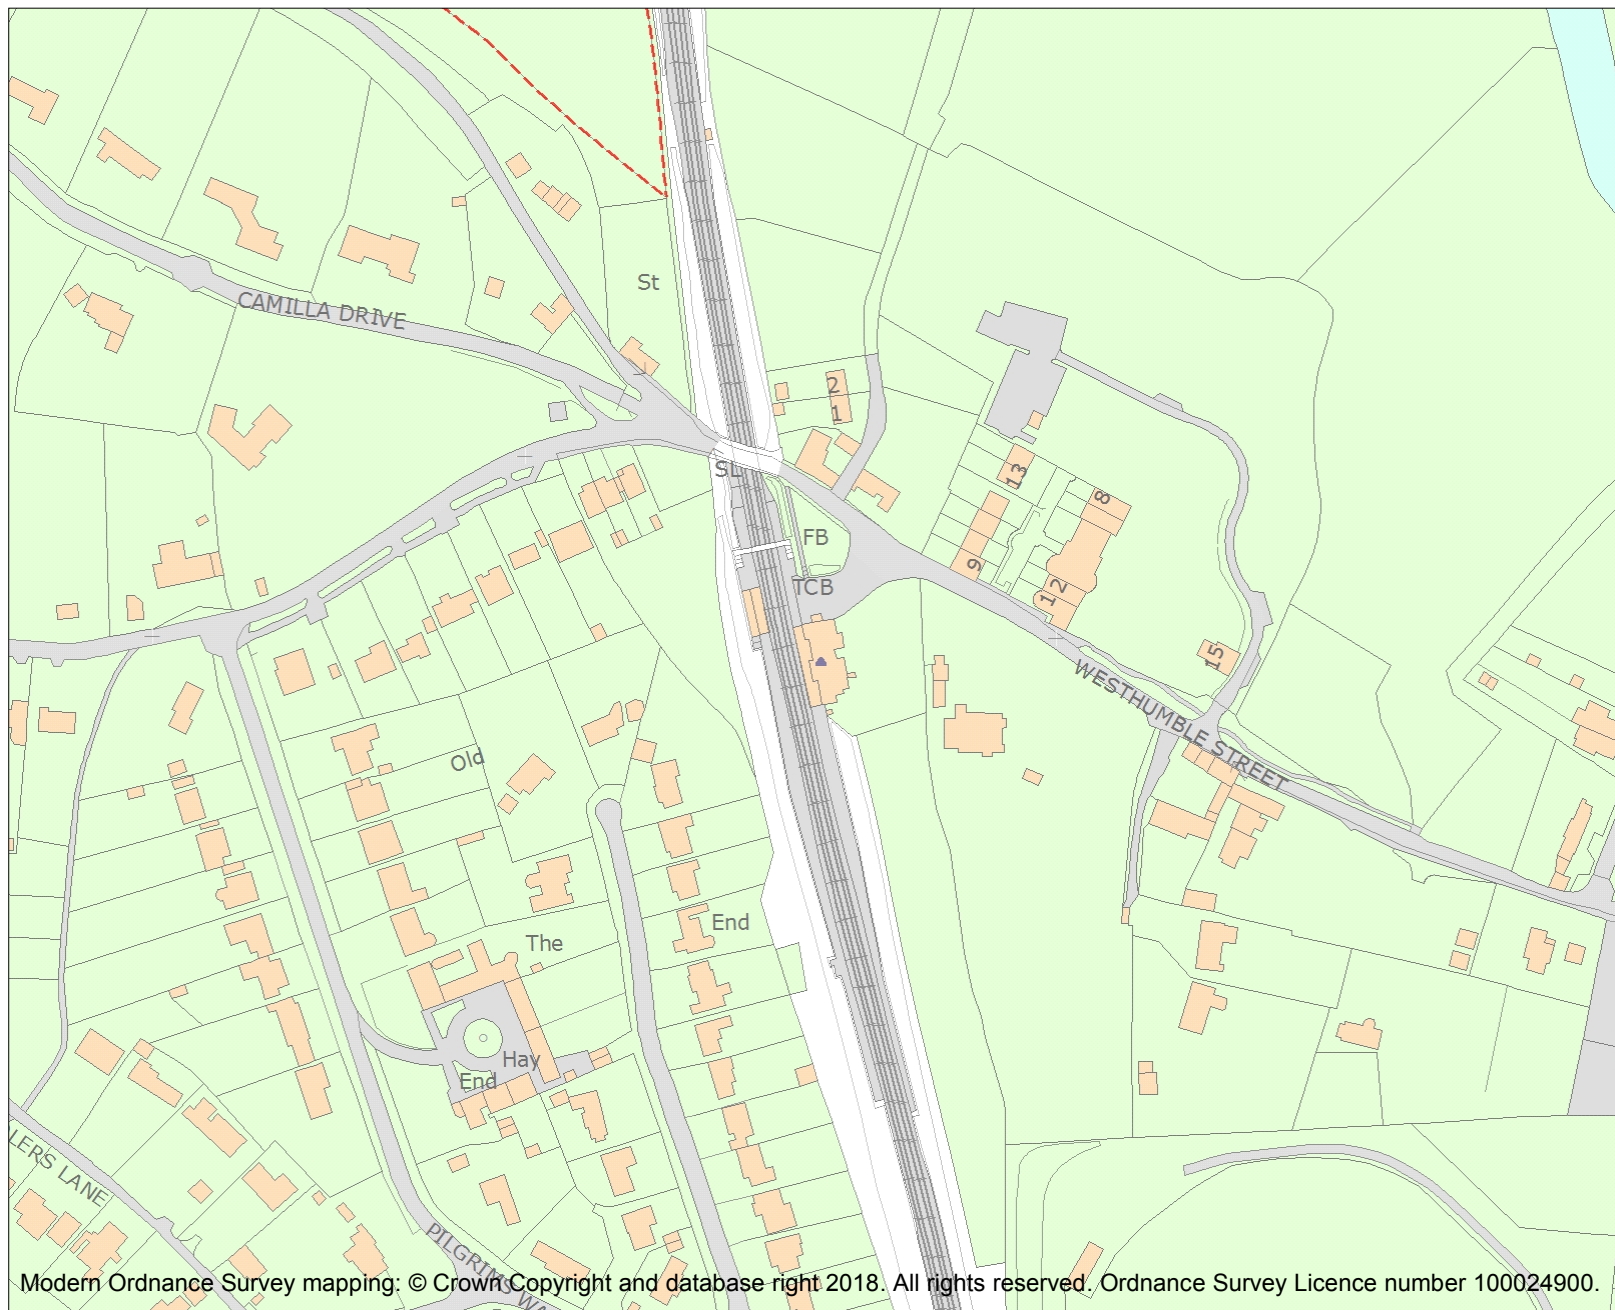 St
CAMILLA DRIVE
2
1
SL
13
8
FB
9
TCB
12
15
WESTHUMBLE STREET
Old
End
The
Hay
End
LERS LANE
PILGRIMS WA
Modern Ordnance Survey mapping: © Crown Copyright and database right 2018. All rights reserved. Ordnance Survey Licence number 100024900.